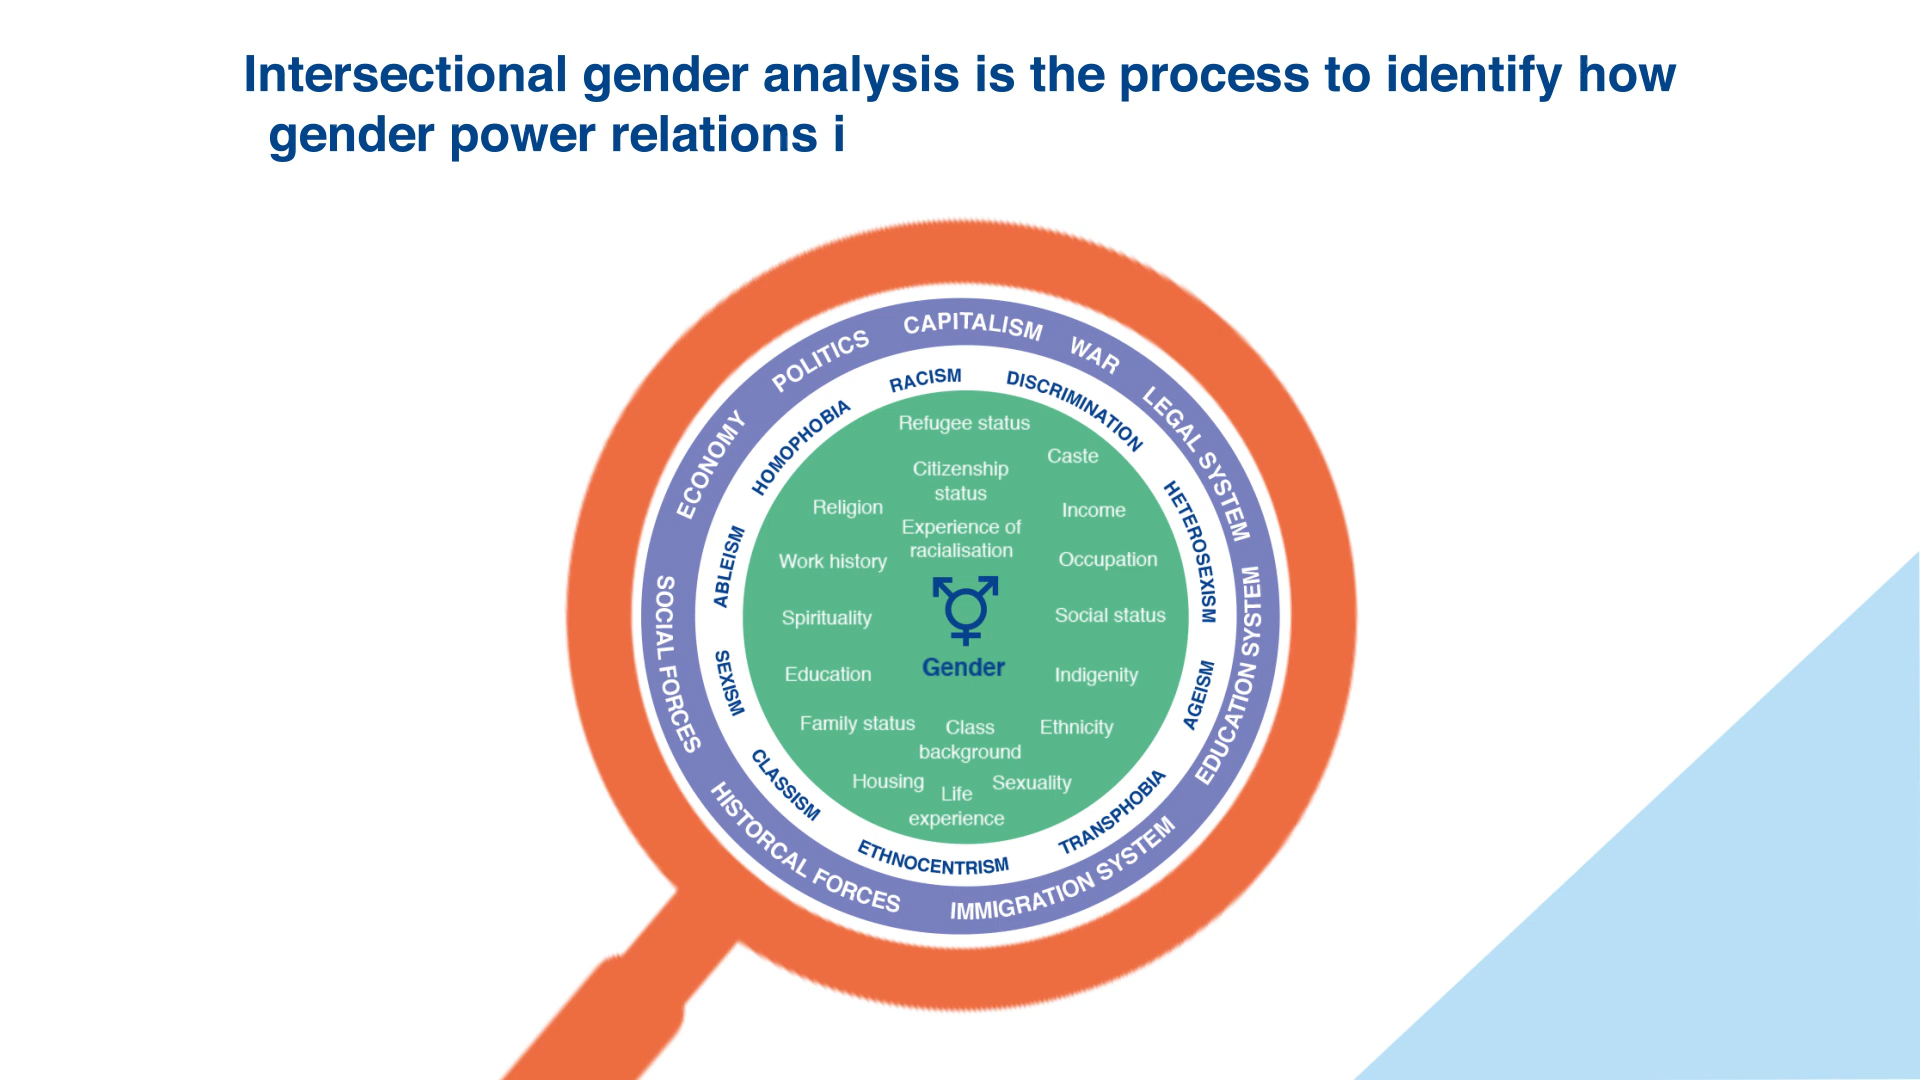 Intersectional gender analysis is the process to identify how
gender power relations i
CAPITALISM
WAR
LEGAL SYSTEM
EDUCATION SYSTEM
IMMIGRATION SYSTEM
HISTORCAL FORCES
SOCIAL FORCES
ECONOMY
POLITICS
RACISM
DISCRIMINATION
HETEROSEXISM
AGEISM
TRANSPHOBIA
ETHNOCENTRISM
CLASSISM
SEXISM
ABLEISM
HOMOPHOBIA
Refugee status
Caste
Citizenship
status
Religion
Income
Experience of
racialisation
Work history
Occupation
Spirituality
Social status
Gender
Education
Indigenity
Family status
Class
background
Ethnicity
Housing
Life
experience
Sexuality